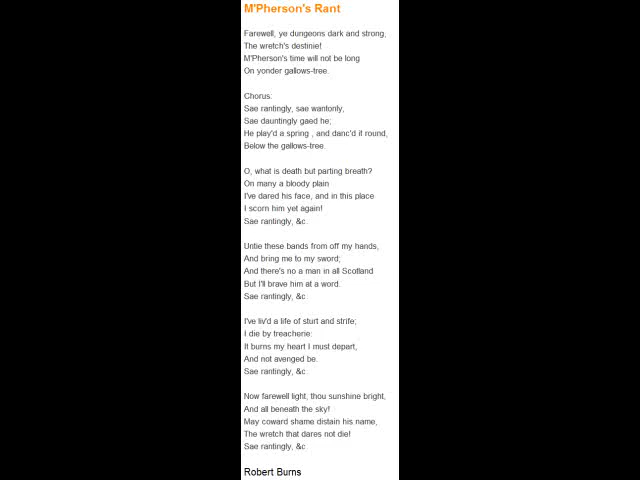 M'Pherson's Rant
Farewell, ye dungeons dark and strong,
The wretch's destinie!
M'Pherson's time will not be long
On yonder gallows-tree.
Chorus:
Sae rantingly, sae wantonly,
Sae dauntingly gaed he;
He play'd a spring , and danc'd it round,
Below the gallows-tree.
O, what is death but parting breath?
On many a bloody plain
I've dared his face, and in this place
I scorn him yet again!
Sae rantingly, &c.
Untie these bands from off my hands,
And bring me to my sword;
And there's no a man in all Scotland
But I'll brave him at a word.
Sae rantingly, &c.
I've liv'd a life of sturt and strife;
I die by treacherie:
It burns my heart I must depart,
And not avenged be.
Sae rantingly, &c.
Now farewell light, thou sunshine bright,
And all beneath the sky!
May coward shame distain his name,
The wretch that dares not die!
Sae rantingly, &c.
Robert Burns